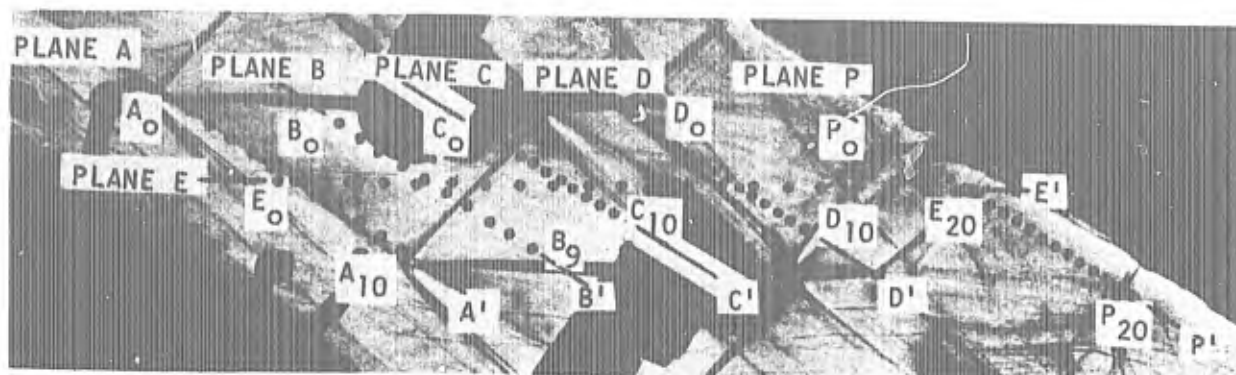 PLANE A
PLANE B
PLANE C
PLANE D
PLANE P
A0
B0
C0
D0
P0
PLANE E
E0
E'
C10
D10
E20
A10
B9
A'
B'
C'
D'
P20
P'